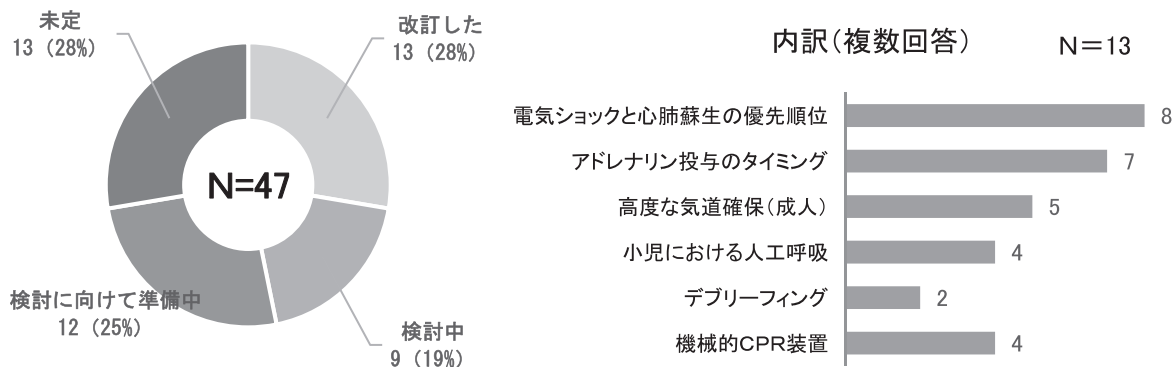 未定
13（28%）
改訂した
13（28%）
N=47
検討に向けて準備中
12（25%）
検討中
9（19%）
内訳（複数回答） N＝13
電気ショックと心肺蘇生の優先順位 8
アドレナリン投与のタイミング 7
高度な気道確保（成人） 5
小児における人工呼吸 4
デブリーフィング 2
機械的CPR装置 4